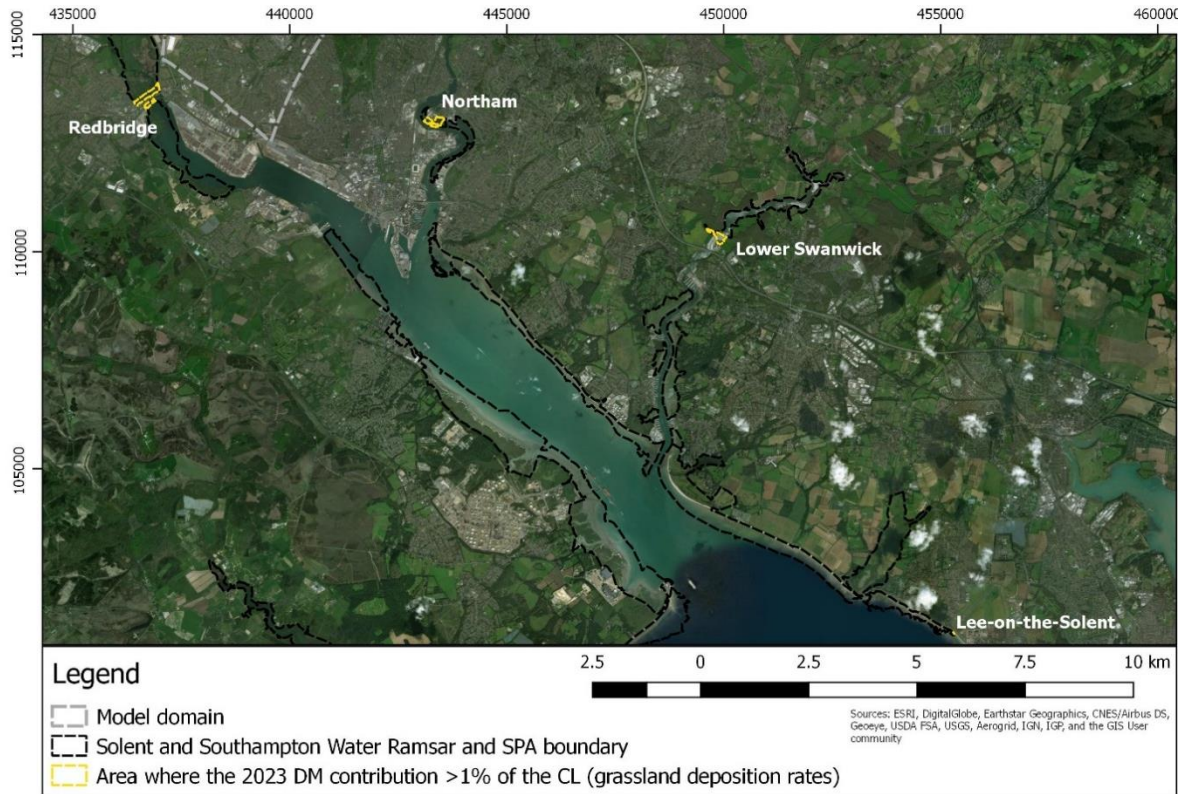 435000 440000 445000 450000 455000 460000
115000
Northam
Redbridge
110000
Lower Swanwick
105000
Lee-on-the-Solent
2.5 0 2.5 5 7.5 10 km
Legend
Model domain
Sources: ESRI, DigitalGlobe, Earthstar Geographics, CNES/Airbus DS,
Geoeye, USDA FSA, USGS, Aerogrid, IGN, IGP, and the GIS User
community
Solent and Southampton Water Ramsar and SPA boundary
Area where the 2023 DM contribution >1% of the CL (grassland deposition rates)